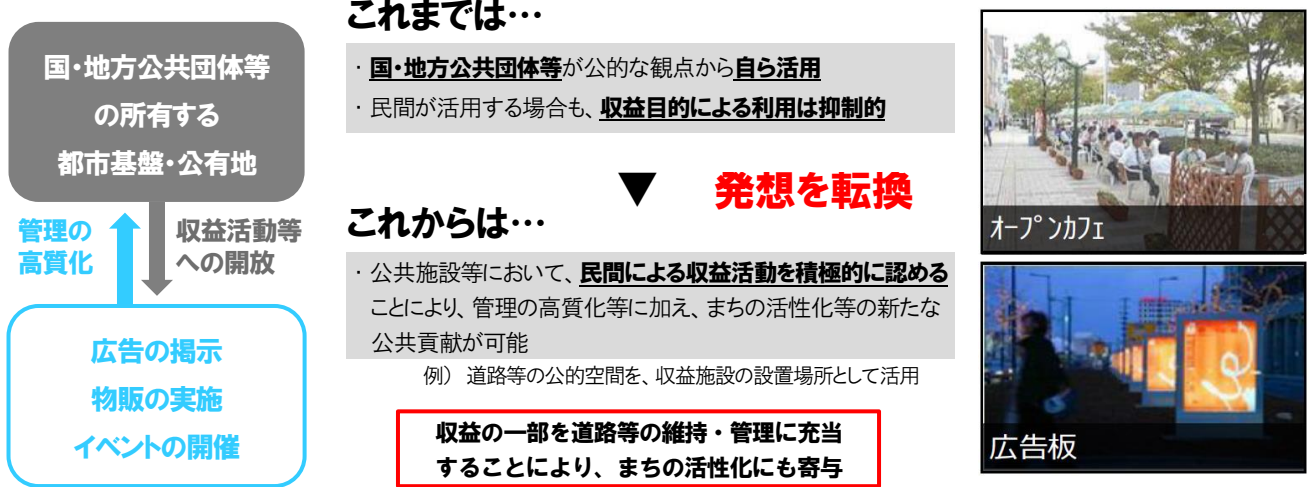 国・地方公共団体等
の所有する
都市基盤・公有地
管理の
高質化
収益活動等
への開放
広告の掲示
物販の実施
イベントの開催
これまでは…
・国・地方公共団体等が公的な観点から自ら活用
・民間が活用する場合も、収益目的による利用は抑制的
▼
発想を転換
これからは…
・公共施設等において、民間による収益活動を積極的に認める
ことにより、管理の高質化等に加え、まちの活性化等の新たな
公共貢献が可能
例） 道路等の公的空間を、収益施設の設置場所として活用
収益の一部を道路等の維持・管理に充当
することにより、まちの活性化にも寄与
オープンカフェ
広告板